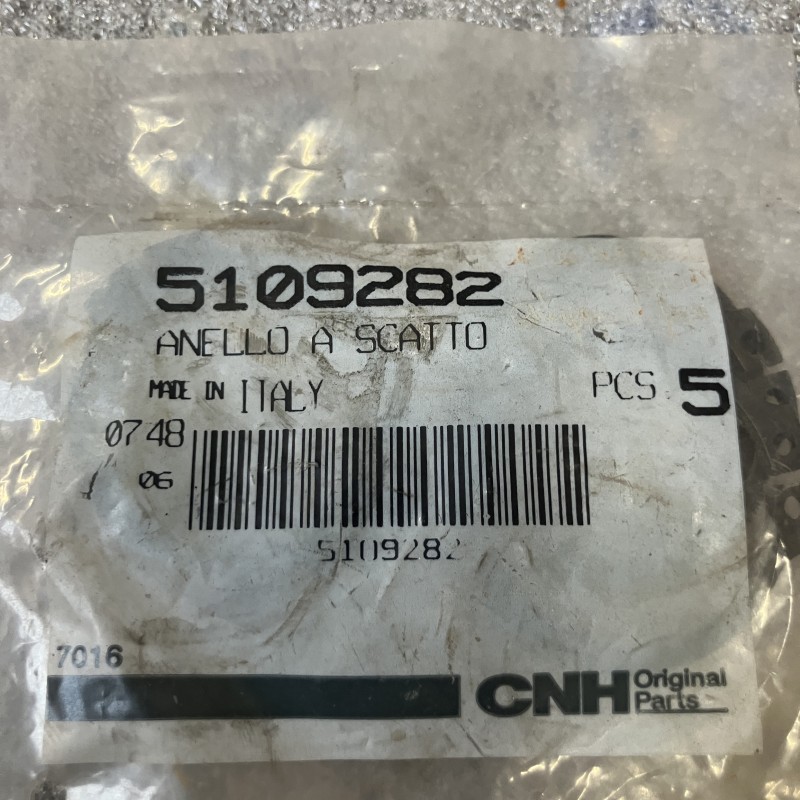 5109282
ANELLO A SCATTO
MADE IN ITALY
PCS 5
0748
06
5109282
7016
CNH Original Parts